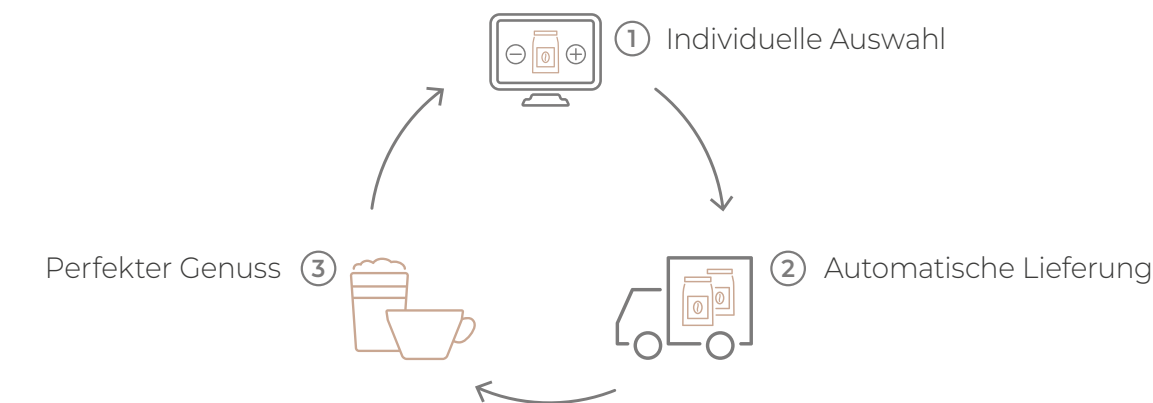 1 Individuelle Auswahl
Perfekter Genuss 3
2 Automatische Lieferung